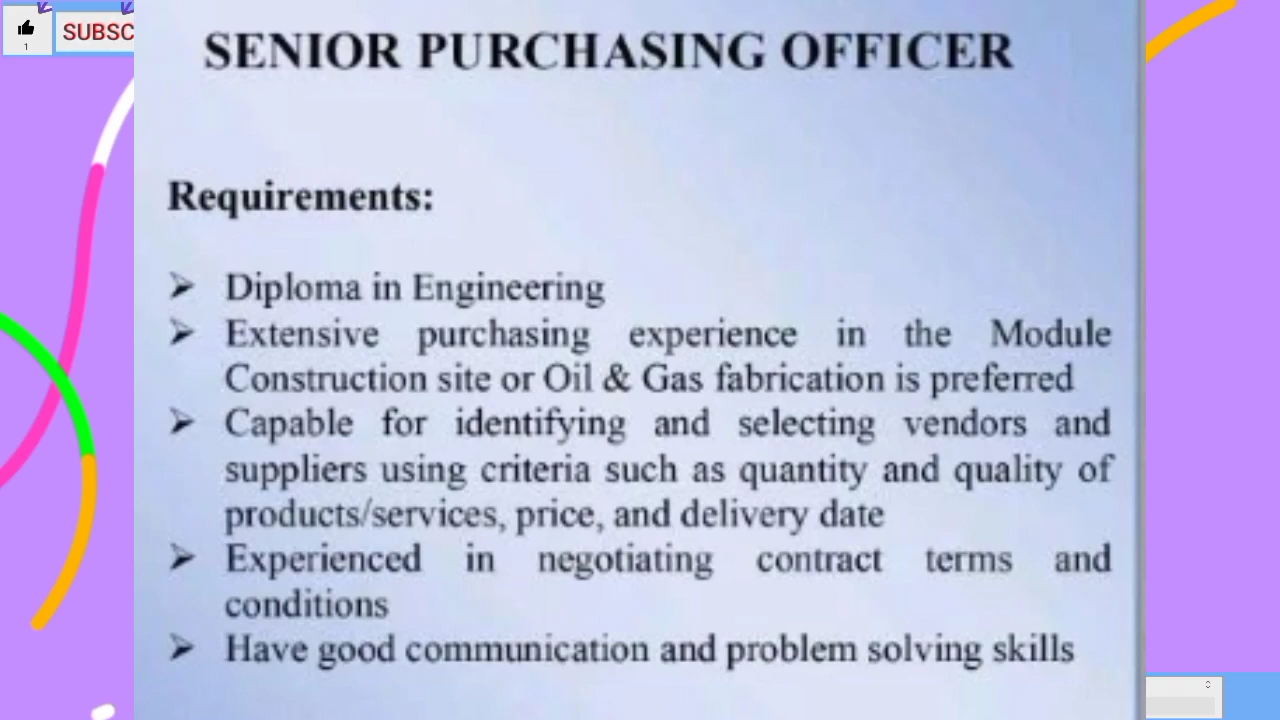 SUBSC
1
SENIOR PURCHASING OFFICER
Requirements:
➢ Diploma in Engineering
➢ Extensive purchasing experience in the Module
Construction site or Oil & Gas fabrication is preferred
➢ Capable for identifying and selecting vendors and
suppliers using criteria such as quantity and quality of
products/services, price, and delivery date
➢ Experienced in negotiating contract terms and
conditions
➢ Have good communication and problem solving skills